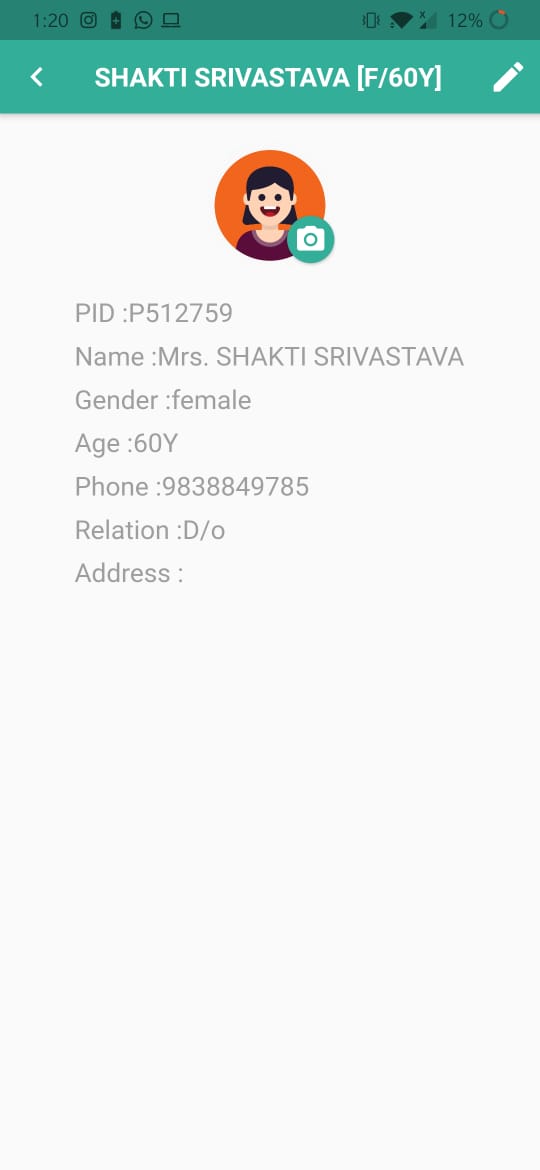 1:20 12%
SHAKTI SRIVASTAVA [F/60Y]
PID :P512759
Name :Mrs. SHAKTI SRIVASTAVA
Gender :female
Age :60Y
Phone :9838849785
Relation :D/o
Address :